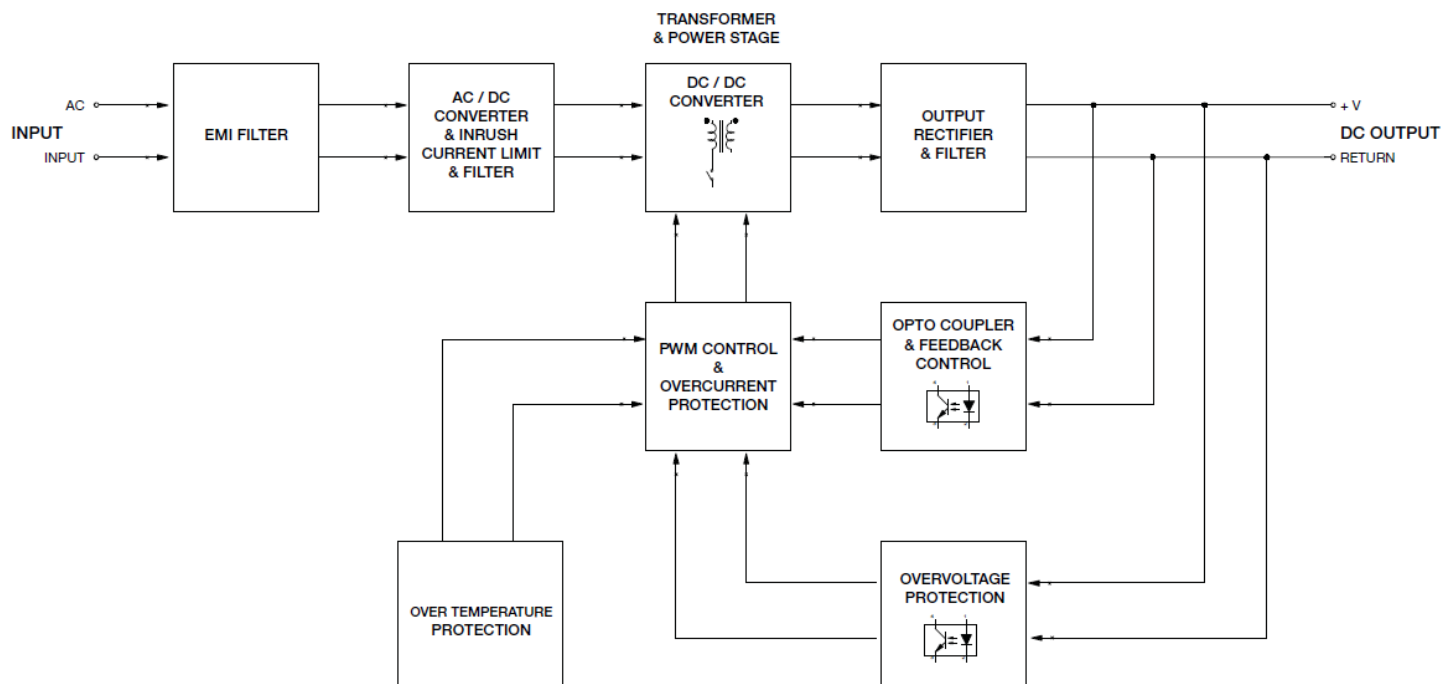 TRANSFORMER
& POWER STAGE
AC
INPUT
INPUT
EMI FILTER
AC / DC
CONVERTER
& INRUSH
CURRENT LIMIT
& FILTER
DC / DC
CONVERTER
OUTPUT
RECTIFIER
& FILTER
+ V
DC OUTPUT
RETURN
PWM CONTROL
&
OVERCURRENT
PROTECTION
OPTO COUPLER
& FEEDBACK
CONTROL
OVER TEMPERATURE
PROTECTION
OVERVOLTAGE
PROTECTION